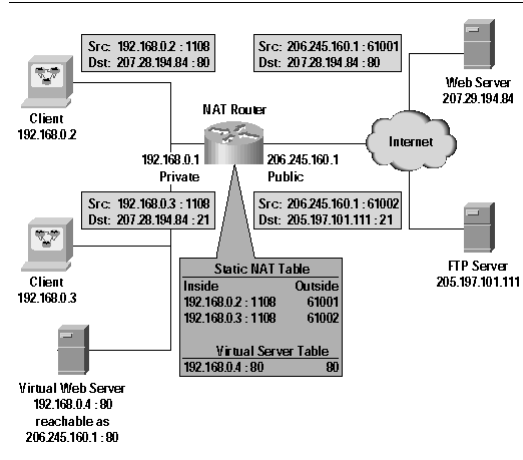 Src: 192.168.0.2 : 1108
Dst: 207.28.194.84 : 80
Src: 206.245.160.1 : 61001
Dst: 207.28.194.84 : 80
Client
192.168.0.2
NAT Router
Internet
Web Server
207.29.194.84
192.168.0.1
Private
206.245.160.1
Public
Src: 192.168.0.3 : 1108
Dst: 207.28.194.84 : 21
Src: 206.245.160.1 : 61002
Dst: 205.197.101.111 : 21
Client
192.168.0.3
FTP Server
205.197.101.111
Static NAT Table
Inside Outside
192.168.0.2 : 1108 61001
192.168.0.3 : 1108 61002
Virtual Server Table
192.168.0.4 : 80 80
Virtual Web Server
192.168.0.4 : 80
reachable as
206.245.160.1 : 80